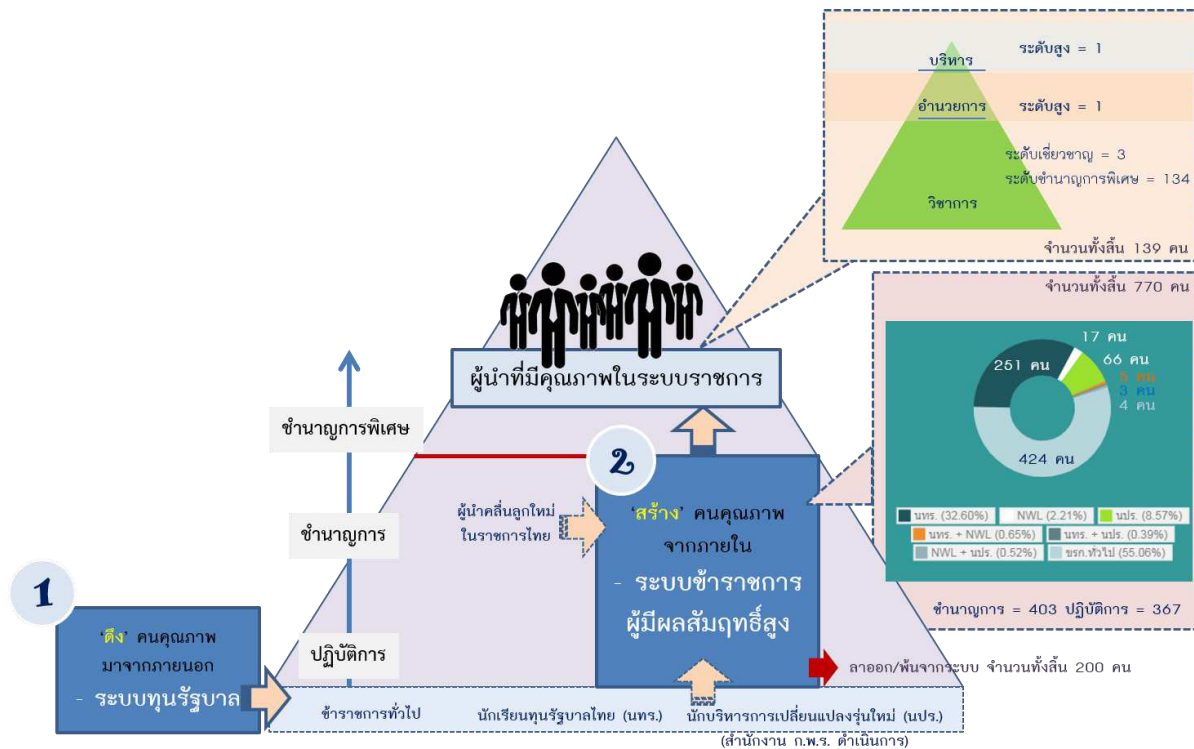 บริหาร
ระดับสูง = 1
อำนวยการ
ระดับสูง = 1
ระดับเชี่ยวชาญ = 3
ระดับชำนาญการพิเศษ = 134
วิชาการ
จำนวนทั้งสิ้น 139 คน
จำนวนทั้งสิ้น 770 คน
17 คน
251 คน
66 คน
5 คน
3 คน
4 คน
424 คน
นทร. (32.60%) NWL (2.21%) นปร. (8.57%)
นทร. + NWL (0.65%) นทร. + นปร. (0.39%)
NWL + นปร. (0.52%) ขรก.ทั่วไป (55.06%)
ชำนาญการ = 403 ปฏิบัติการ = 367
ผู้นำที่มีคุณภาพในระบบราชการ
ชำนาญการพิเศษ
ชำนาญการ
ปฏิบัติการ
ผู้นำคลื่นลูกใหม่
ในราชการไทย
2
'สร้าง' คนคุณภาพ
จากภายใน
- ระบบข้าราชการ
ผู้มีผลสัมฤทธิ์สูง
1
'ดึง' คนคุณภาพ
มาจากภายนอก
- ระบบทุนรัฐบาล
ลาออก/พ้นจากระบบ จำนวนทั้งสิ้น 200 คน
ข้าราชการทั่วไป
นักเรียนทุนรัฐบาลไทย (นทร.)
นักบริหารการเปลี่ยนแปลงรุ่นใหม่ (นปร.)
(สำนักงาน ก.พ.ร. ดำเนินการ)